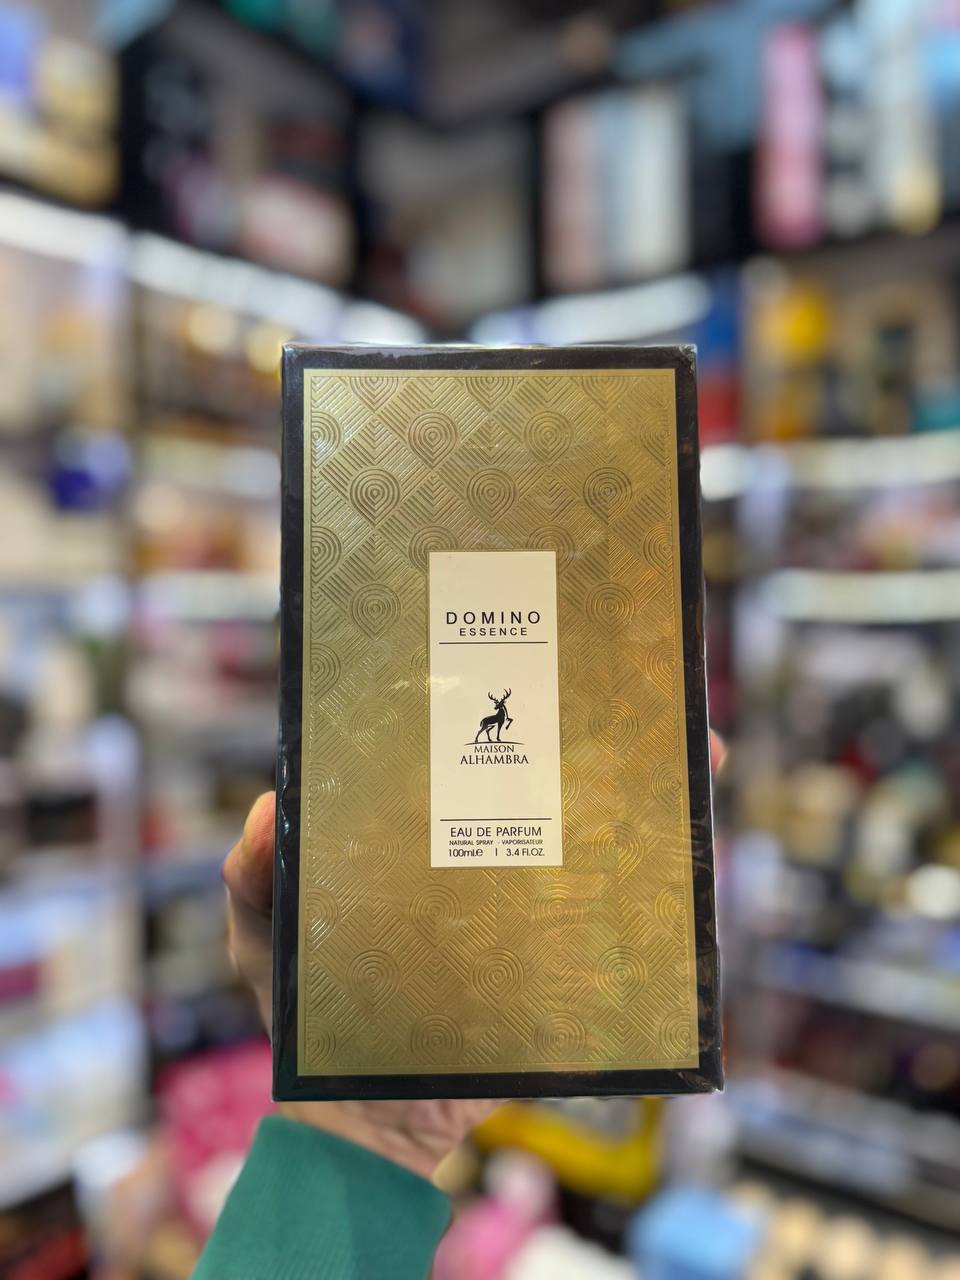 DOMINO
ESSENCE
MAISON
ALHAMBRA
EAU DE PARFUM
NATURAL SPRAY - VAPORISATEUR
100ml.e | 3.4 Fl.OZ.